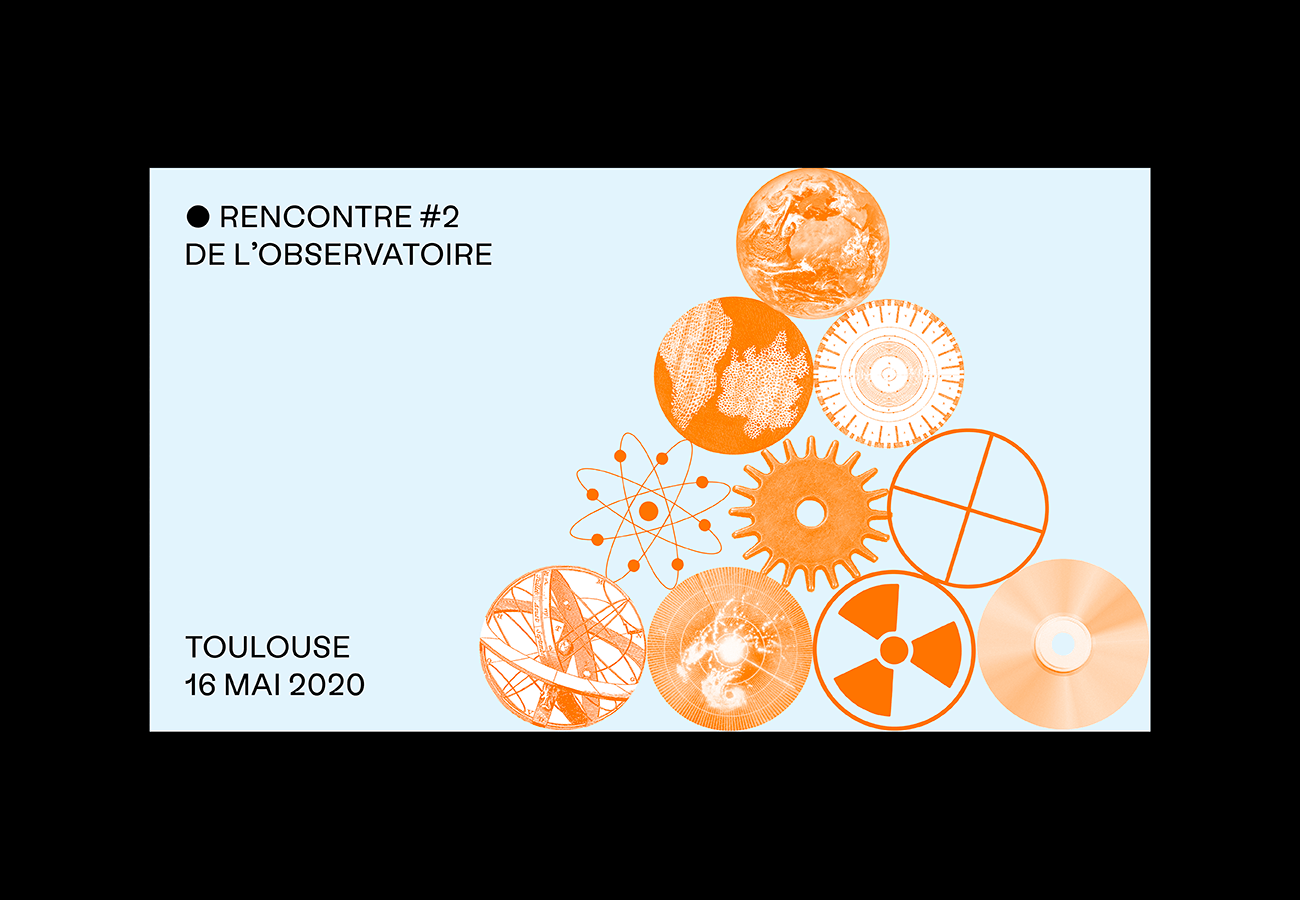 ● RENCONTRE #2
DE L’OBSERVATOIRE
TOULOUSE
16 MAI 2020